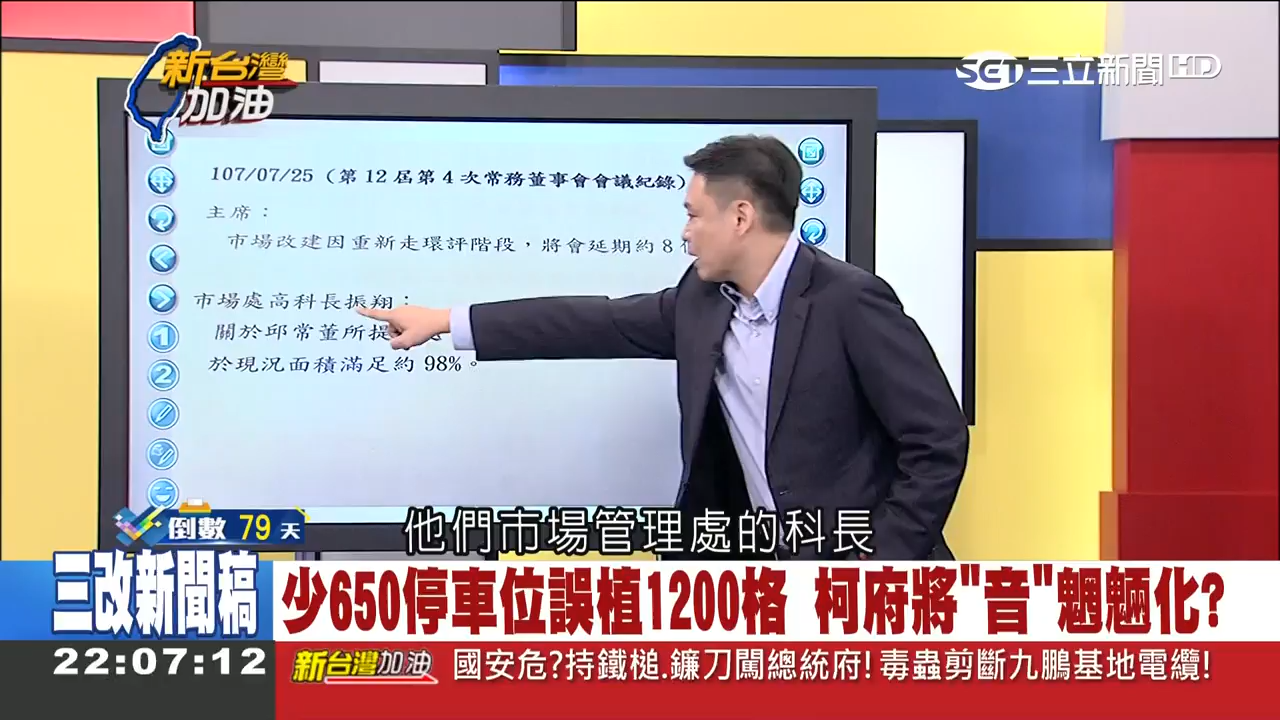 新台灣加油
SET三立新聞HD
107/07/25（第12屆第4次常務董事會會議紀錄）
主席：
市場改建因重新走環評階段，將會延期約8
市場處高科長振翔：
關於邱常董所提
於現況面積滿足約98%。
1
2
倒數 79 天
他們市場管理處的科長
三改新聞稿
少650停車位誤植1200格 柯府將"音"魍魎化?
22:07:12
新台灣加油
國安危?持鐵槌.鐮刀闖總統府!毒蟲剪斷九鵬基地電纜!